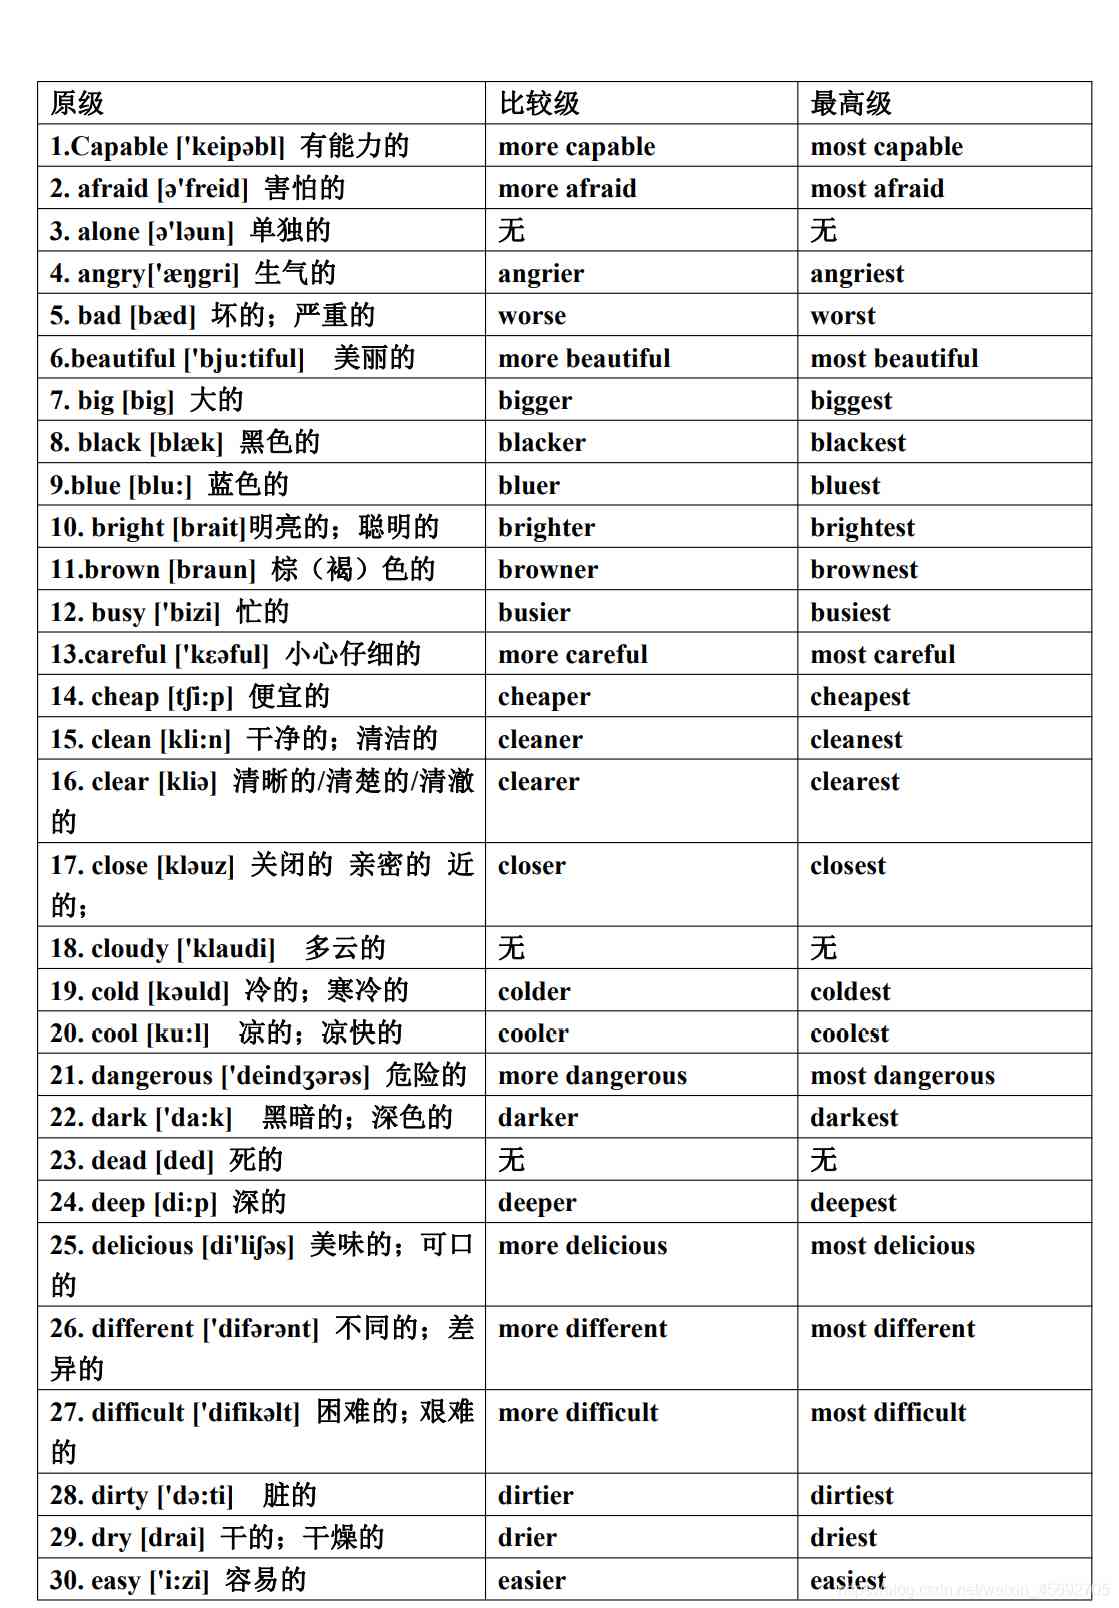 原级 比较级 最高级
1.Capable ['keipəbl] 有能力的 more capable most capable
2. afraid [ə'freid] 害怕的 more afraid most afraid
3. alone [ə'ləun] 单独的 无 无
4. angry['æŋgri] 生气的 angrier angriest
5. bad [bæd] 坏的；严重的 worse worst
6.beautiful ['bju:tiful] 美丽的 more beautiful most beautiful
7. big [big] 大的 bigger biggest
8. black [blæk] 黑色的 blacker blackest
9.blue [blu:] 蓝色的 bluer bluest
10. bright [brait]明亮的；聪明的 brighter brightest
11.brown [braun] 棕（褐）色的 browner brownest
12. busy ['bizi] 忙的 busier busiest
13.careful ['kɛəful] 小心仔细的 more careful most careful
14. cheap [tʃi:p] 便宜的 cheaper cheapest
15. clean [kli:n] 干净的；清洁的 cleaner cleanest
16. clear [kliə] 清晰的/清楚的/清澈 clearer clearest
的
17. close [kləuz] 关闭的 亲密的 近 closer closest
的；
18. cloudy ['klaudi] 多云的 无 无
19. cold [kəuld] 冷的；寒冷的 colder coldest
20. cool [ku:l] 凉的；凉快的 cooler coolest
21. dangerous ['deindʒərəs] 危险的 more dangerous most dangerous
22. dark ['da:k] 黑暗的；深色的 darker darkest
23. dead [ded] 死的 无 无
24. deep [di:p] 深的 deeper deepest
25. delicious [di'liʃəs] 美味的；可口 more delicious most delicious
的
26. different ['difərənt] 不同的；差 more different most different
异的
27. difficult ['difikəlt] 困难的；艰难 more difficult most difficult
的
28. dirty ['də:ti] 脏的 dirtier dirtiest
29. dry [drai] 干的；干燥的 drier driest
30. easy ['i:zi] 容易的 easier easiest